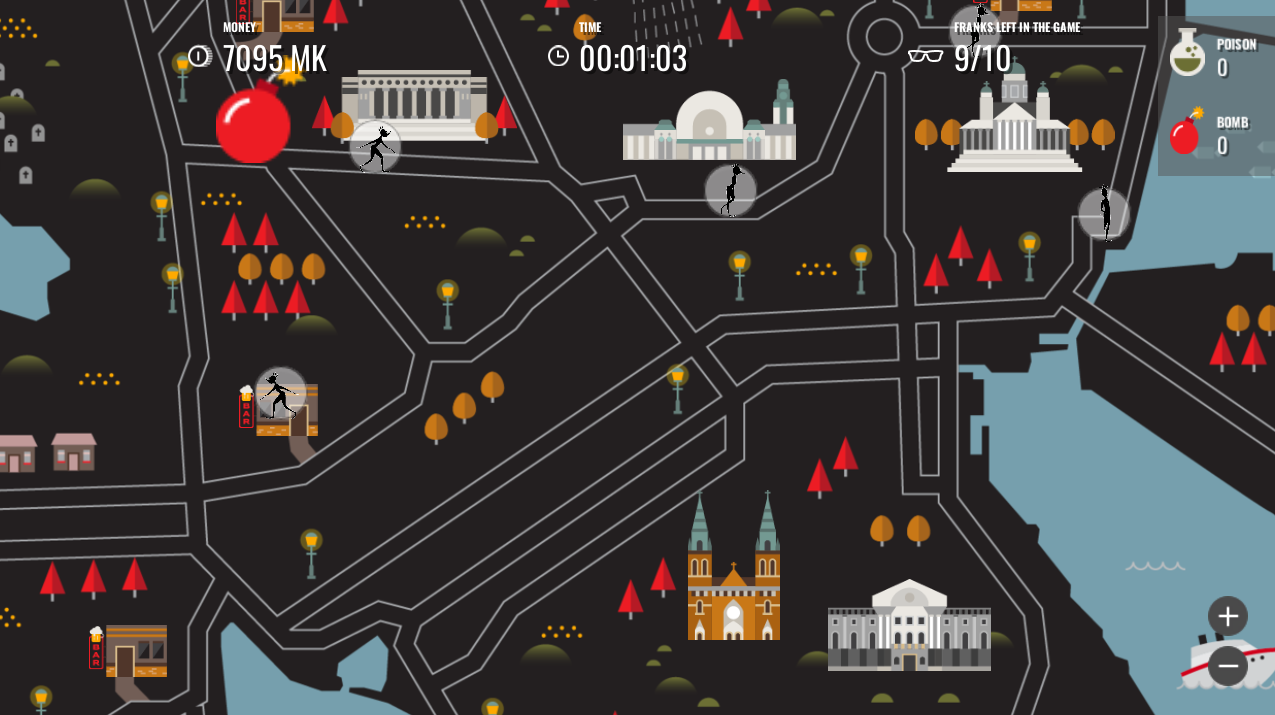 MONEY
7095 MK
TIME
00:01:03
FRANKS LEFT IN THE GAME
9/10
POISON
0
BOMB
0
BAR
BAR
BAR